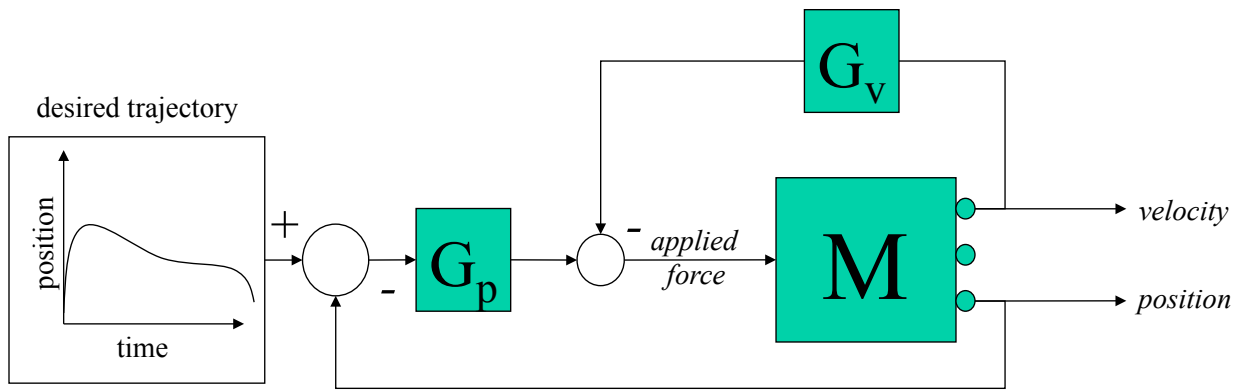 desired trajectory
position
time
+
-
Gp
-
applied
force
Gv
M
velocity
position